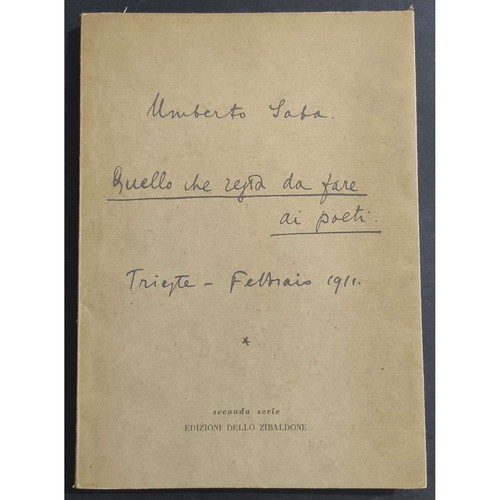 Umberto Saba.
Quello che resta da fare
ai poeti.
Trieste - Febbraio 1911.
*
seconda serie
EDIZIONI DELLO ZIBALDONE